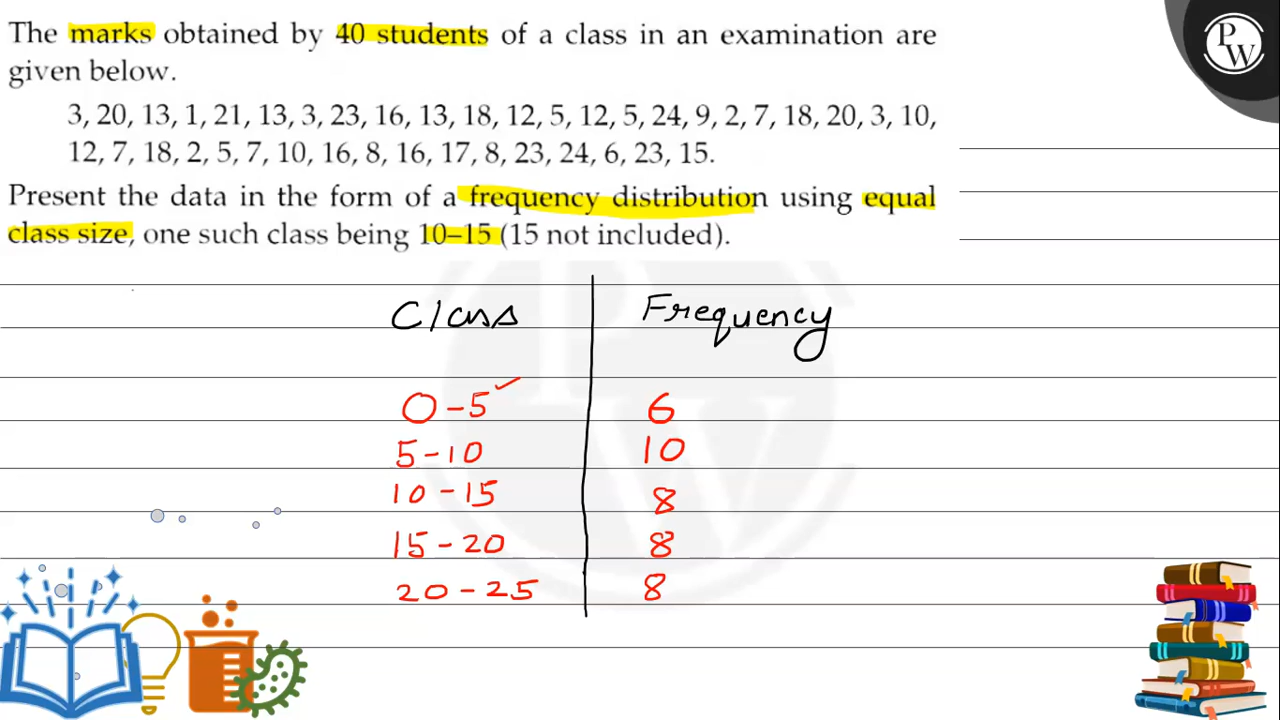 The marks obtained by 40 students of a class in an examination are
given below.
3, 20, 13, 1, 21, 13, 3, 23, 16, 13, 18, 12, 5, 12, 5, 24, 9, 2, 7, 18, 20, 3, 10,
12, 7, 18, 2, 5, 7, 10, 16, 8, 16, 17, 8, 23, 24, 6, 23, 15.
Present the data in the form of a frequency distribution using equal
class size, one such class being 10–15 (15 not included).
PW
Class Frequency
0-5 6
5-10 10
10-15 8
15-20 8
20-25 8